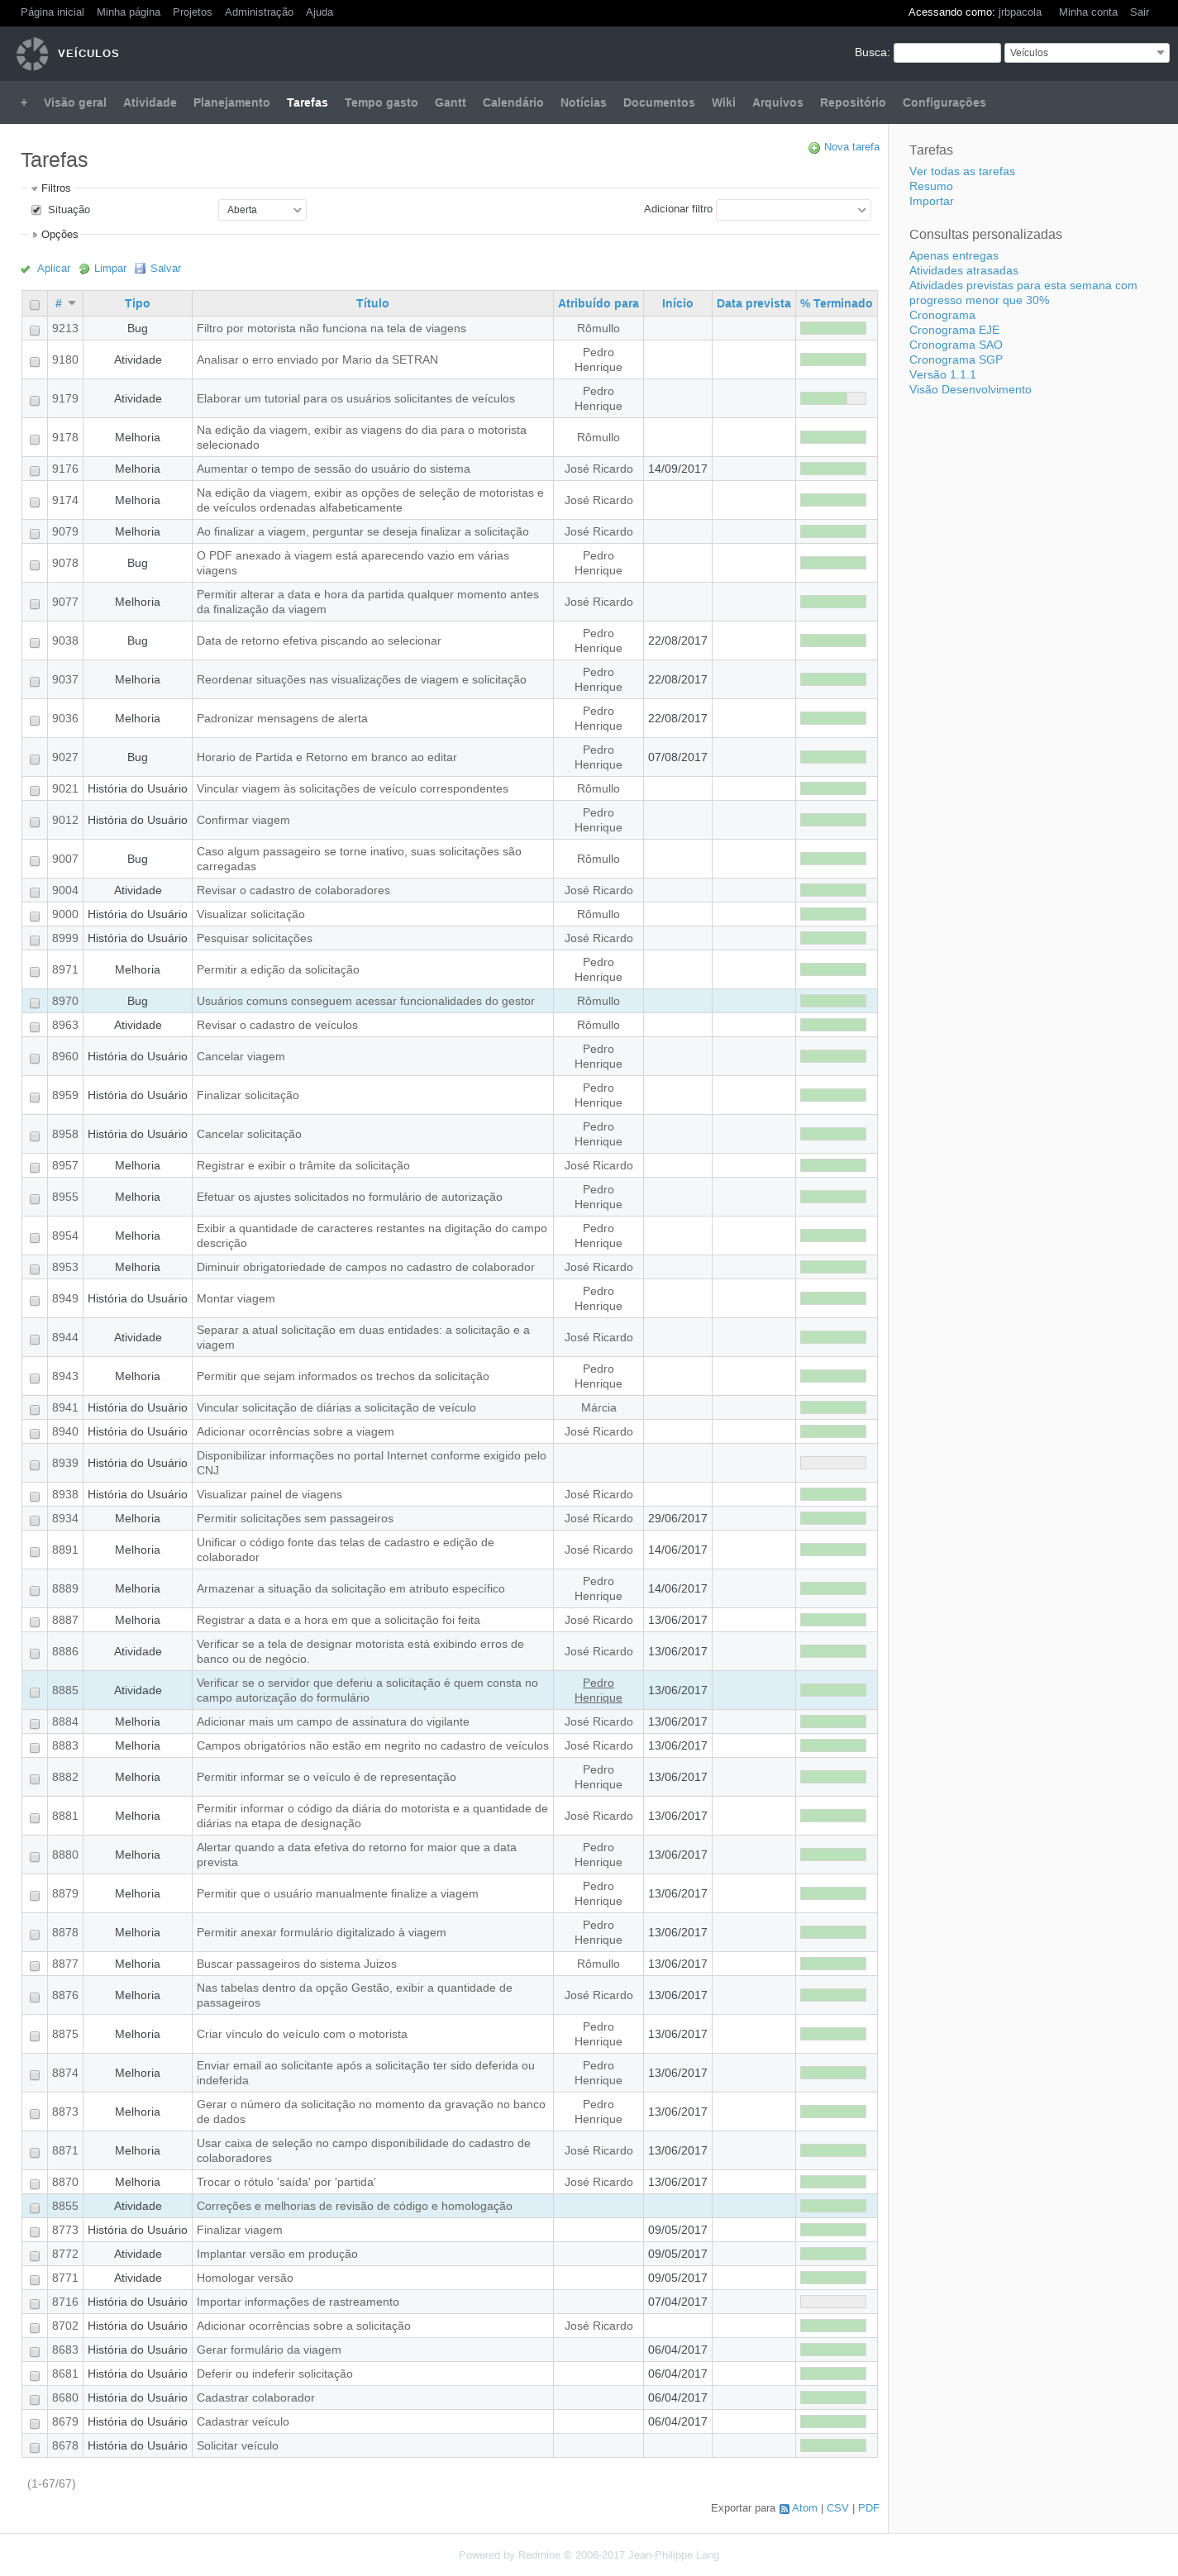 Página inicial Minha página Projetos Administração Ajuda Acessando como: jrbpacola Minha conta Sair
VEÍCULOS Busca: Veículos
+ Visão geral Atividade Planejamento Tarefas Tempo gasto Gantt Calendário Notícias Documentos Wiki Arquivos Repositório Configurações
Nova tarefa
Tarefas
Filtros
Situação Aberta Adicionar filtro
Opções
Aplicar Limpar Salvar
# Tipo Título Atribuído para Início Data prevista % Terminado
9213 Bug Filtro por motorista não funciona na tela de viagens Rômullo
9180 Atividade Analisar o erro enviado por Mario da SETRAN Pedro Henrique
9179 Atividade Elaborar um tutorial para os usuários solicitantes de veículos Pedro Henrique
9178 Melhoria Na edição da viagem, exibir as viagens do dia para o motorista selecionado Rômullo
9176 Melhoria Aumentar o tempo de sessão do usuário do sistema José Ricardo 14/09/2017
9174 Melhoria Na edição da viagem, exibir as opções de seleção de motoristas e de veículos ordenadas alfabeticamente José Ricardo
9079 Melhoria Ao finalizar a viagem, perguntar se deseja finalizar a solicitação José Ricardo
9078 Bug O PDF anexado à viagem está aparecendo vazio em várias viagens Pedro Henrique
9077 Melhoria Permitir alterar a data e hora da partida qualquer momento antes da finalização da viagem José Ricardo
9038 Bug Data de retorno efetiva piscando ao selecionar Pedro Henrique 22/08/2017
9037 Melhoria Reordenar situações nas visualizações de viagem e solicitação Pedro Henrique 22/08/2017
9036 Melhoria Padronizar mensagens de alerta Pedro Henrique 22/08/2017
9027 Bug Horario de Partida e Retorno em branco ao editar Pedro Henrique 07/08/2017
9021 História do Usuário Vincular viagem às solicitações de veículo correspondentes Rômullo
9012 História do Usuário Confirmar viagem Pedro Henrique
9007 Bug Caso algum passageiro se torne inativo, suas solicitações são carregadas Rômullo
9004 Atividade Revisar o cadastro de colaboradores José Ricardo
9000 História do Usuário Visualizar solicitação Rômullo
8999 História do Usuário Pesquisar solicitações José Ricardo
8971 Melhoria Permitir a edição da solicitação Pedro Henrique
8970 Bug Usuários comuns conseguem acessar funcionalidades do gestor Rômullo
8963 Atividade Revisar o cadastro de veículos Rômullo
8960 História do Usuário Cancelar viagem Pedro Henrique
8959 História do Usuário Finalizar solicitação Pedro Henrique
8958 História do Usuário Cancelar solicitação Pedro Henrique
8957 Melhoria Registrar e exibir o trâmite da solicitação José Ricardo
8955 Melhoria Efetuar os ajustes solicitados no formulário de autorização Pedro Henrique
8954 Melhoria Exibir a quantidade de caracteres restantes na digitação do campo descrição Pedro Henrique
8953 Melhoria Diminuir obrigatoriedade de campos no cadastro de colaborador José Ricardo
8949 História do Usuário Montar viagem Pedro Henrique
8944 Atividade Separar a atual solicitação em duas entidades: a solicitação e a viagem José Ricardo
8943 Melhoria Permitir que sejam informados os trechos da solicitação Pedro Henrique
8941 História do Usuário Vincular solicitação de diárias a solicitação de veículo Márcia
8940 História do Usuário Adicionar ocorrências sobre a viagem José Ricardo
8939 História do Usuário Disponibilizar informações no portal Internet conforme exigido pelo CNJ
8938 História do Usuário Visualizar painel de viagens José Ricardo
8934 Melhoria Permitir solicitações sem passageiros José Ricardo 29/06/2017
8891 Melhoria Unificar o código fonte das telas de cadastro e edição de colaborador José Ricardo 14/06/2017
8889 Melhoria Armazenar a situação da solicitação em atributo específico Pedro Henrique 14/06/2017
8887 Melhoria Registrar a data e a hora em que a solicitação foi feita José Ricardo 13/06/2017
8886 Atividade Verificar se a tela de designar motorista está exibindo erros de banco ou de negócio. José Ricardo 13/06/2017
8885 Atividade Verificar se o servidor que deferiu a solicitação é quem consta no campo autorização do formulário Pedro Henrique 13/06/2017
8884 Melhoria Adicionar mais um campo de assinatura do vigilante José Ricardo 13/06/2017
8883 Melhoria Campos obrigatórios não estão em negrito no cadastro de veículos José Ricardo 13/06/2017
8882 Melhoria Permitir informar se o veículo é de representação Pedro Henrique 13/06/2017
8881 Melhoria Permitir informar o código da diária do motorista e a quantidade de diárias na etapa de designação José Ricardo 13/06/2017
8880 Melhoria Alertar quando a data efetiva do retorno for maior que a data prevista Pedro Henrique 13/06/2017
8879 Melhoria Permitir que o usuário manualmente finalize a viagem Pedro Henrique 13/06/2017
8878 Melhoria Permitir anexar formulário digitalizado à viagem Pedro Henrique 13/06/2017
8877 Melhoria Buscar passageiros do sistema Juizos Rômullo 13/06/2017
8876 Melhoria Nas tabelas dentro da opção Gestão, exibir a quantidade de passageiros José Ricardo 13/06/2017
8875 Melhoria Criar vínculo do veículo com o motorista Pedro Henrique 13/06/2017
8874 Melhoria Enviar email ao solicitante após a solicitação ter sido deferida ou indeferida Pedro Henrique 13/06/2017
8873 Melhoria Gerar o número da solicitação no momento da gravação no banco de dados Pedro Henrique 13/06/2017
8871 Melhoria Usar caixa de seleção no campo disponibilidade do cadastro de colaboradores José Ricardo 13/06/2017
8870 Melhoria Trocar o rótulo 'saída' por 'partida' José Ricardo 13/06/2017
8855 Atividade Correções e melhorias de revisão de código e homologação
8773 História do Usuário Finalizar viagem 09/05/2017
8772 Atividade Implantar versão em produção 09/05/2017
8771 Atividade Homologar versão 09/05/2017
8716 História do Usuário Importar informações de rastreamento 07/04/2017
8702 História do Usuário Adicionar ocorrências sobre a solicitação José Ricardo
8683 História do Usuário Gerar formulário da viagem 06/04/2017
8681 História do Usuário Deferir ou indeferir solicitação 06/04/2017
8680 História do Usuário Cadastrar colaborador 06/04/2017
8679 História do Usuário Cadastrar veículo 06/04/2017
8678 História do Usuário Solicitar veículo
(1-67/67)
Exportar para Atom | CSV | PDF
Tarefas
Ver todas as tarefas
Resumo
Importar
Consultas personalizadas
Apenas entregas
Atividades atrasadas
Atividades previstas para esta semana com
progresso menor que 30%
Cronograma
Cronograma EJE
Cronograma SAO
Cronograma SGP
Versão 1.1.1
Visão Desenvolvimento
Powered by Redmine © 2006-2017 Jean-Philippe Lang